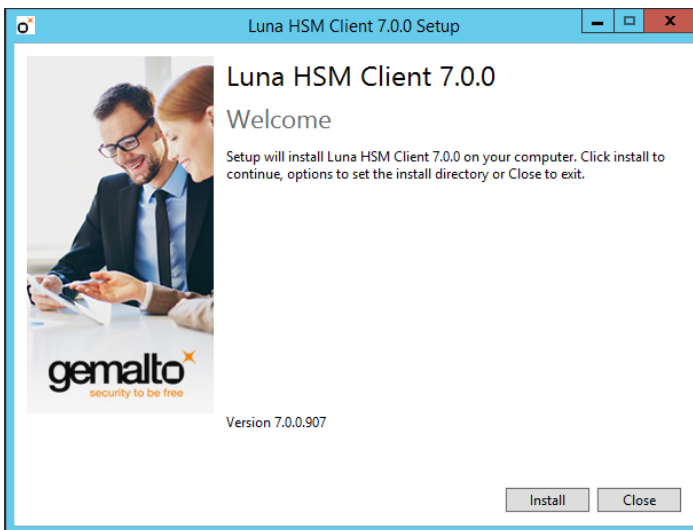 Luna HSM Client 7.0.0 Setup
Luna HSM Client 7.0.0
Welcome
Setup will install Luna HSM Client 7.0.0 on your computer. Click install to
continue, options to set the install directory or Close to exit.
gemalto
security to be free
Version 7.0.0.907
Install
Close